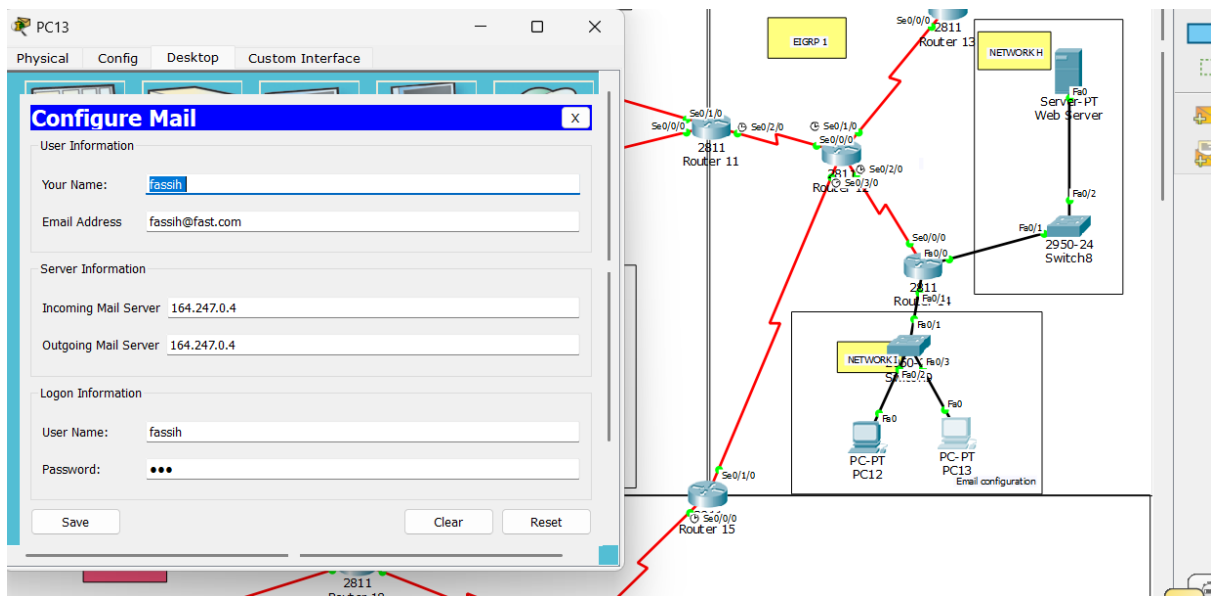 PC13
Physical Config Desktop Custom Interface
Configure Mail
X
User Information
Your Name: fassih
Email Address fassih@fast.com
Server Information
Incoming Mail Server 164.247.0.4
Outgoing Mail Server 164.247.0.4
Logon Information
User Name: fassih
Password: •••
Save Clear Reset
2811
EIGRP 1
Se0/0/0
2811
Router 13
NETWORK H
Fa0
Server-PT
Web Server
Fa0/2
Fa0/1
2950-24
Switch8
Se0/1/0
Se0/0/0
Se0/2/0
2811
Router 11
Se0/1/0
Se0/0/0
Se0/2/0
Se0/3/0
Se0/0/0
Fa0/0
2811
Fa0/1
Fa0/1
NETWORK I
Fa0/3
Fa0/2
Fa0
Fa0
PC-PT
PC12
PC-PT
PC13
Email configuration
Se0/1/0
Se0/0/0
Router 15